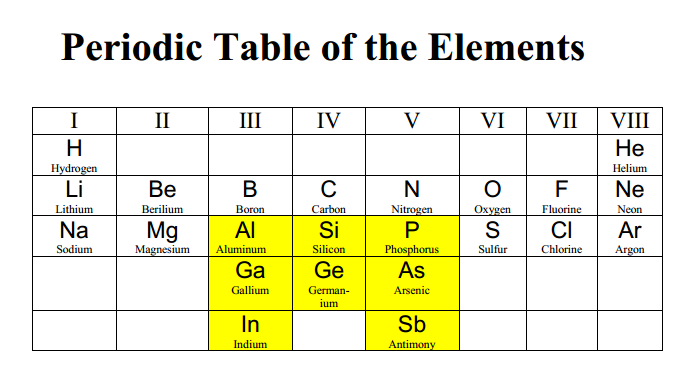 Periodic Table of the Elements
I II III IV V VI VII VIII
H He
Hydrogen Helium
Li Be B C N O F Ne
Lithium Berilium Boron Carbon Nitrogen Oxygen Fluorine Neon
Na Mg Al Si P S Cl Ar
Sodium Magnesium Aluminum Silicon Phosphorus Sulfur Chlorine Argon
Ga Ge As
Gallium German- Arsenic
ium
In Sb
Indium Antimony